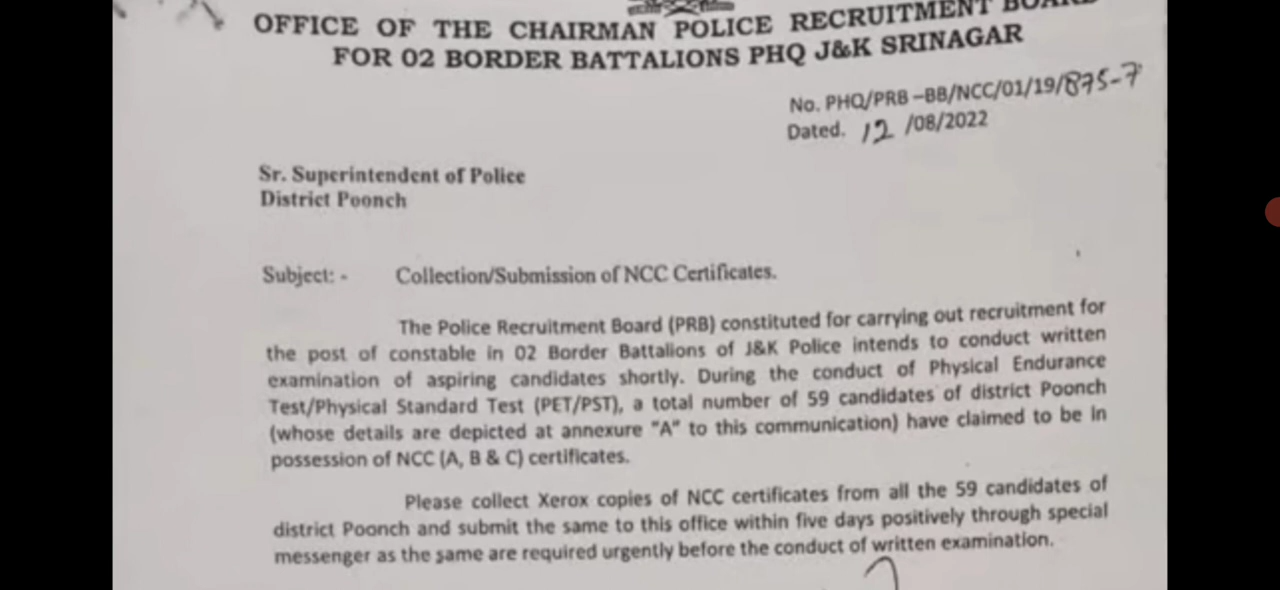 OFFICE OF THE CHAIRMAN POLICE RECRUITMENT BOARD
FOR 02 BORDER BATTALIONS PHQ J&K SRINAGAR
No. PHQ/PRB –BB/NCC/01/19/875-7
Dated. 12 /08/2022
Sr. Superintendent of Police
District Poonch
Subject: - Collection/Submission of NCC Certificates.
The Police Recruitment Board (PRB) constituted for carrying out recruitment for
the post of constable in 02 Border Battalions of J&K Police intends to conduct written
examination of aspiring candidates shortly. During the conduct of Physical Endurance
Test/Physical Standard Test (PET/PST), a total number of 59 candidates of district Poonch
(whose details are depicted at annexure "A" to this communication) have claimed to be in
possession of NCC (A, B & C) certificates.
Please collect Xerox copies of NCC certificates from all the 59 candidates of
district Poonch and submit the same to this office within five days positively through special
messenger as the same are required urgently before the conduct of written examination.